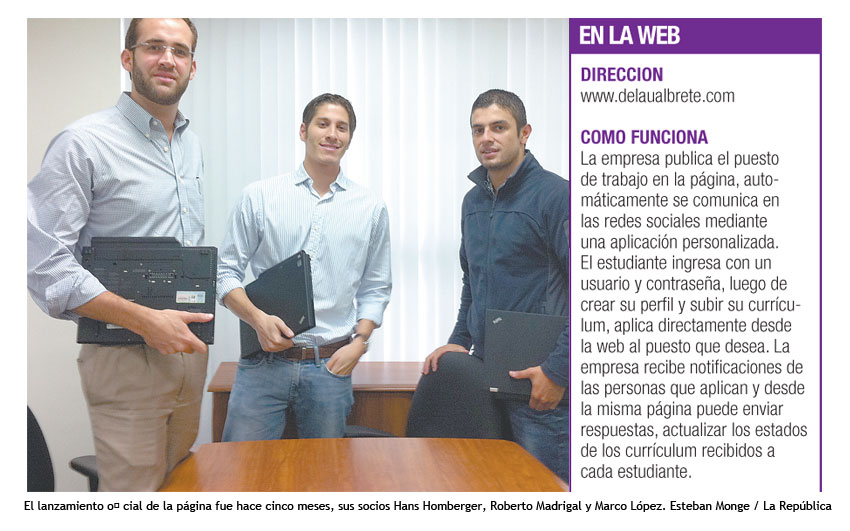 EN LA WEB
DIRECCION
www.delaualbrete.com
COMO FUNCIONA
La empresa publica el puesto
de trabajo en la página, auto-
máticamente se comunica en
las redes sociales mediante
una aplicación personalizada.
El estudiante ingresa con un
usuario y contraseña, luego de
crear su perfil y subir su currícu-
lum, aplica directamente desde
la web al puesto que desea. La
empresa recibe notificaciones de
las personas que aplican y desde
la misma página puede enviar
respuestas, actualizar los estados
de los currículum recibidos a
cada estudiante.
El lanzamiento o¤ cial de la página fue hace cinco meses, sus socios Hans Homberger, Roberto Madrigal y Marco López. Esteban Monge / La República